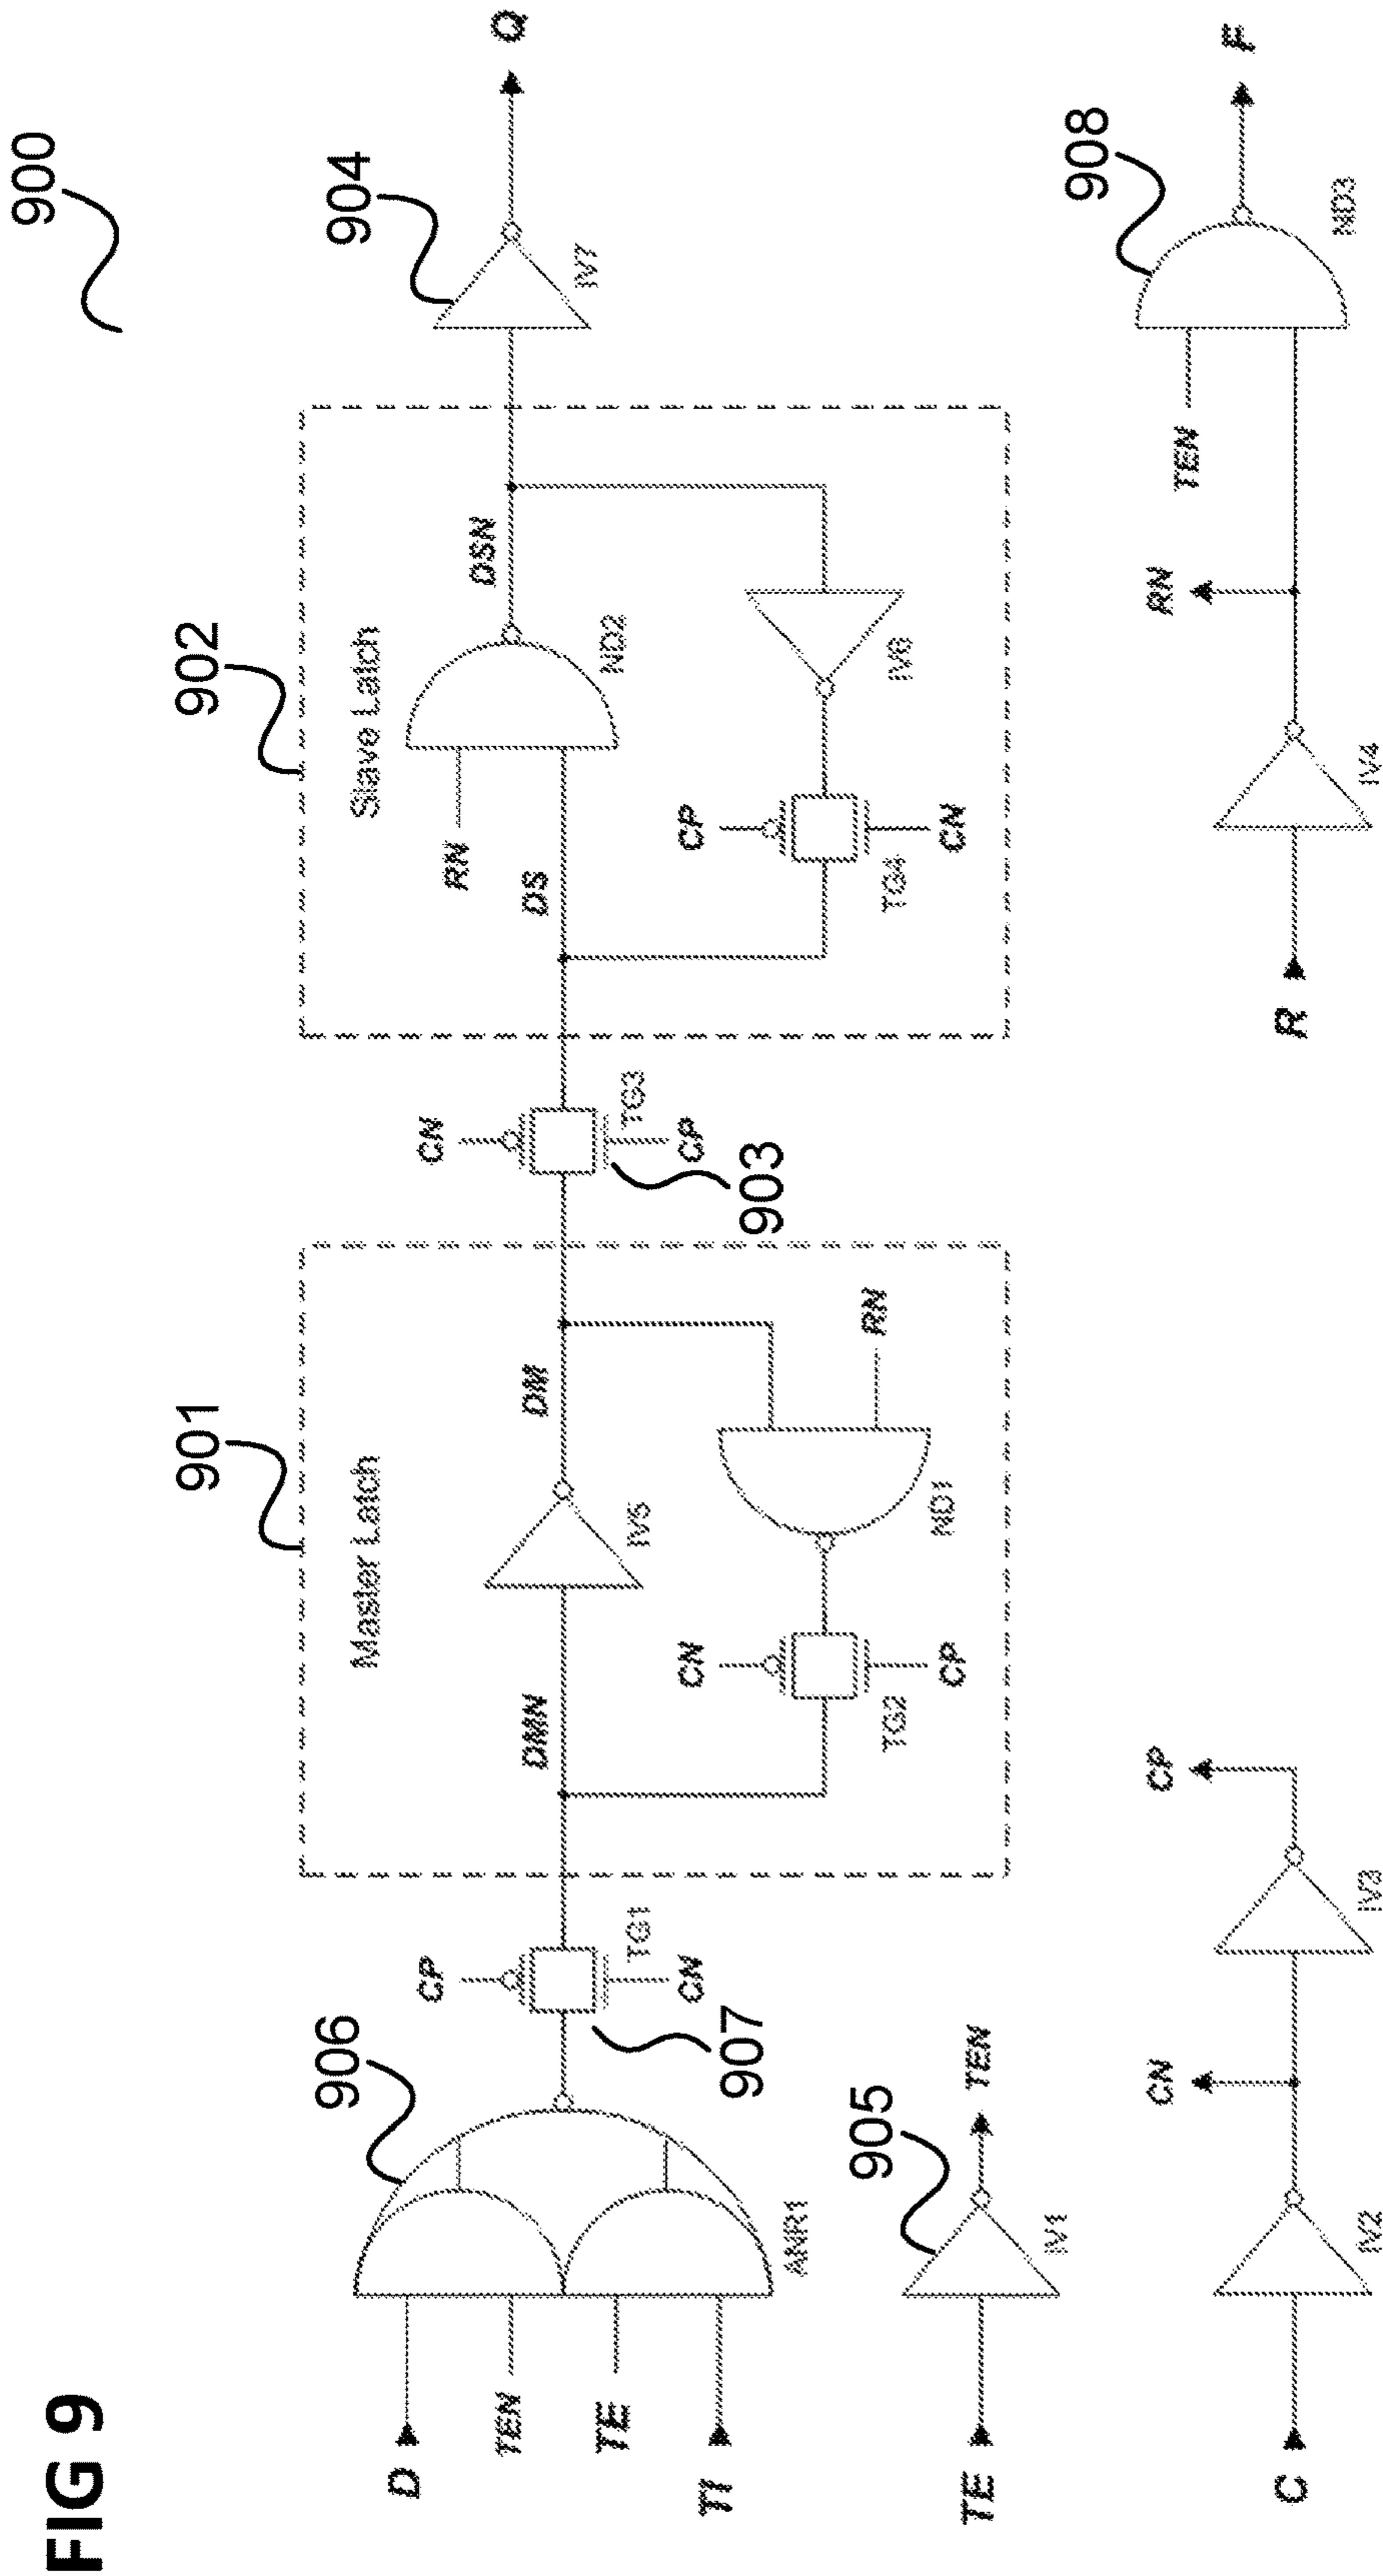 FIG 9
900
901
Master Latch
902
Slave Latch
906
D
TEN
TE
TI
ANR1
CP
CN
TG1
907
DMN
IV5
DM
CN
CP
TG2
ND1
RN
CN
CP
TG3
903
RN
DS
ND2
DSN
CP
CN
TG4
IV6
904
IV7
Q
905
TE
IV1
TEN
C
IV2
CN
IV3
CP
R
IV4
RN
TEN
908
ND3
F